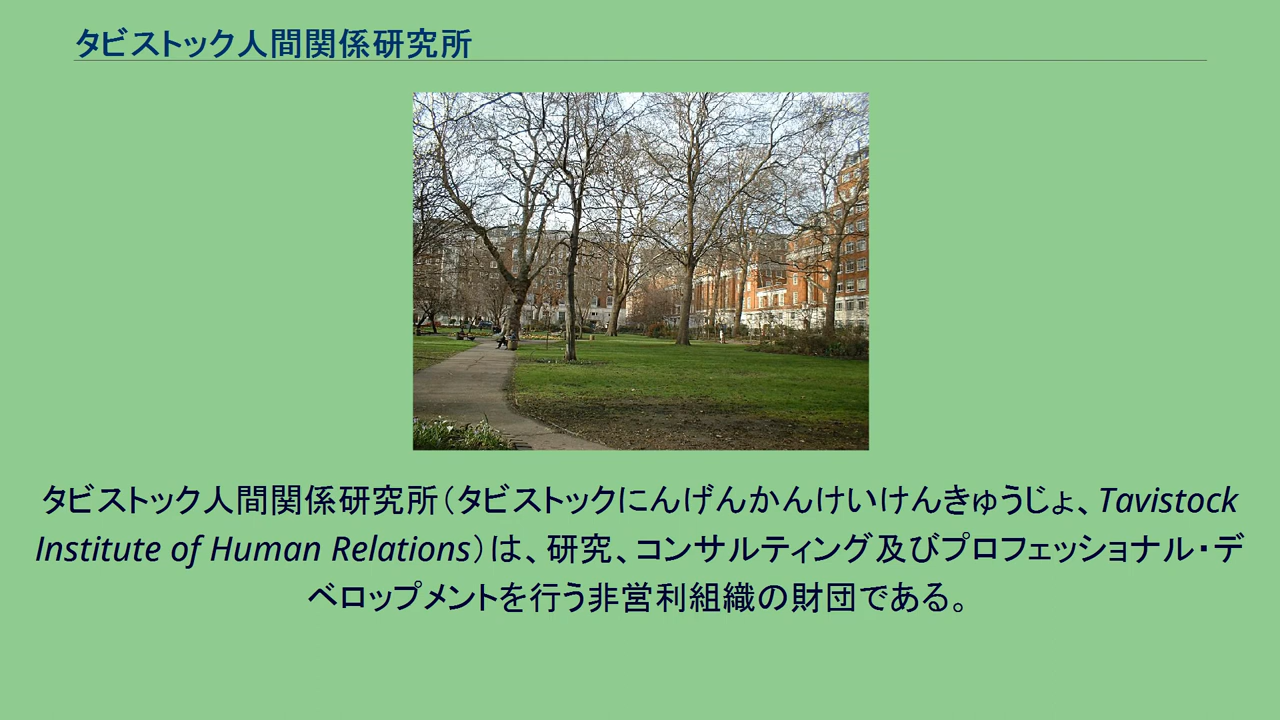 タビストック人間関係研究所
タビストック人間関係研究所（タビストックにんげんかんけいけんきゅうじょ、Tavistock
Institute of Human Relations）は、研究、コンサルティング及びプロフェッショナル・デ
ベロップメントを行う非営利組織の財団である。